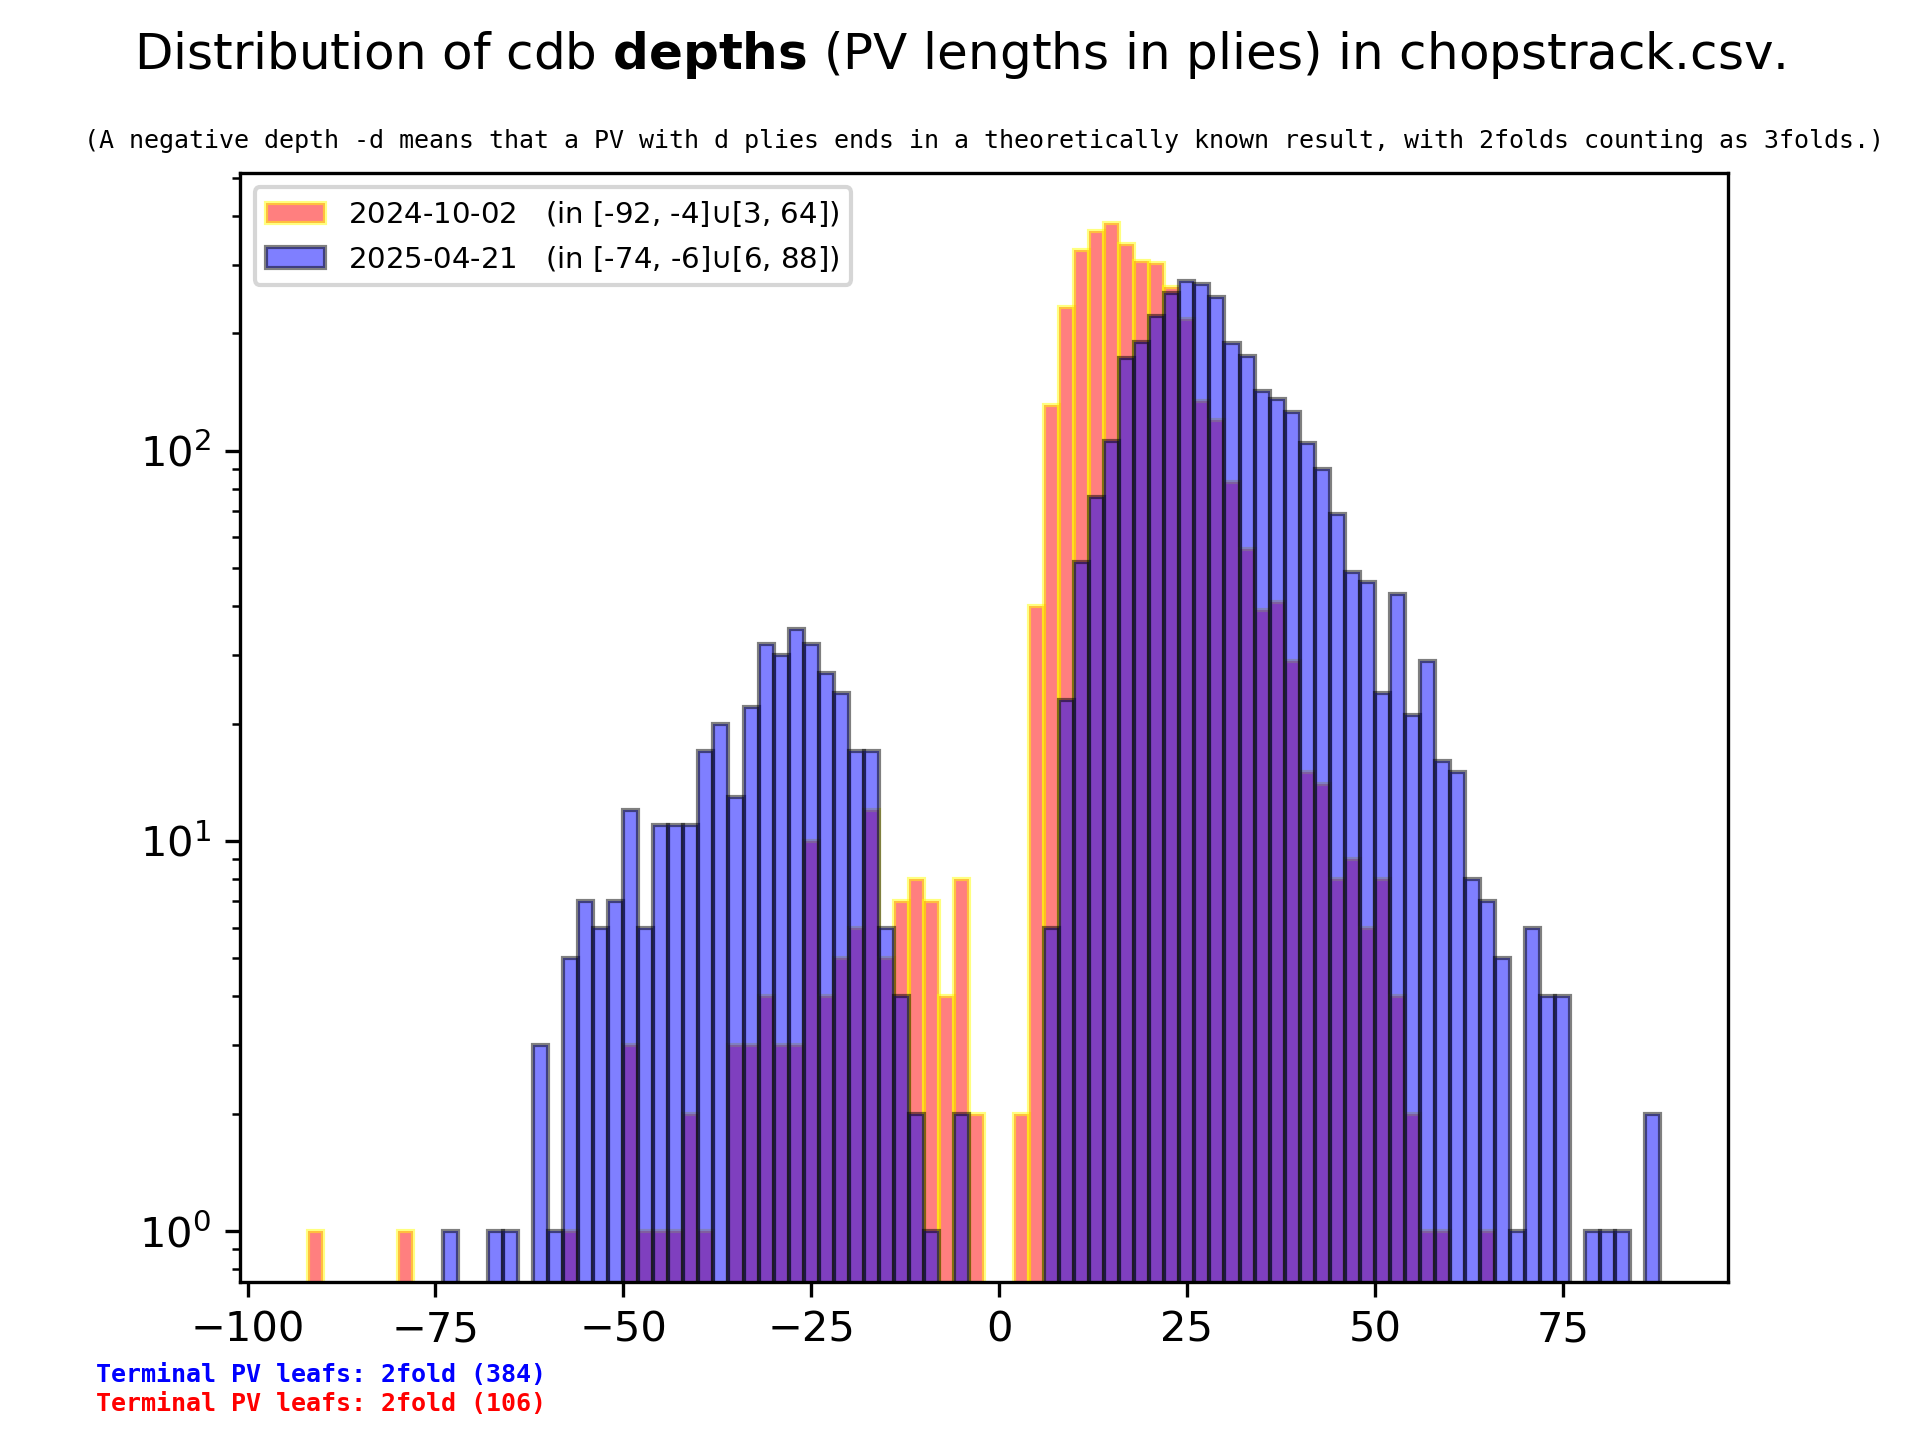 Distribution of cdb depths (PV lengths in plies) in chopstrack.csv.
(A negative depth -d means that a PV with d plies ends in a theoretically known result, with 2folds counting as 3folds.)
2024-10-02 (in [-92, -4]∪[3, 64])
2025-04-21 (in [-74, -6]∪[6, 88])
10²
10¹
10⁰
−100 −75 −50 −25 0 25 50 75
Terminal PV leafs: 2fold (384)
Terminal PV leafs: 2fold (106)